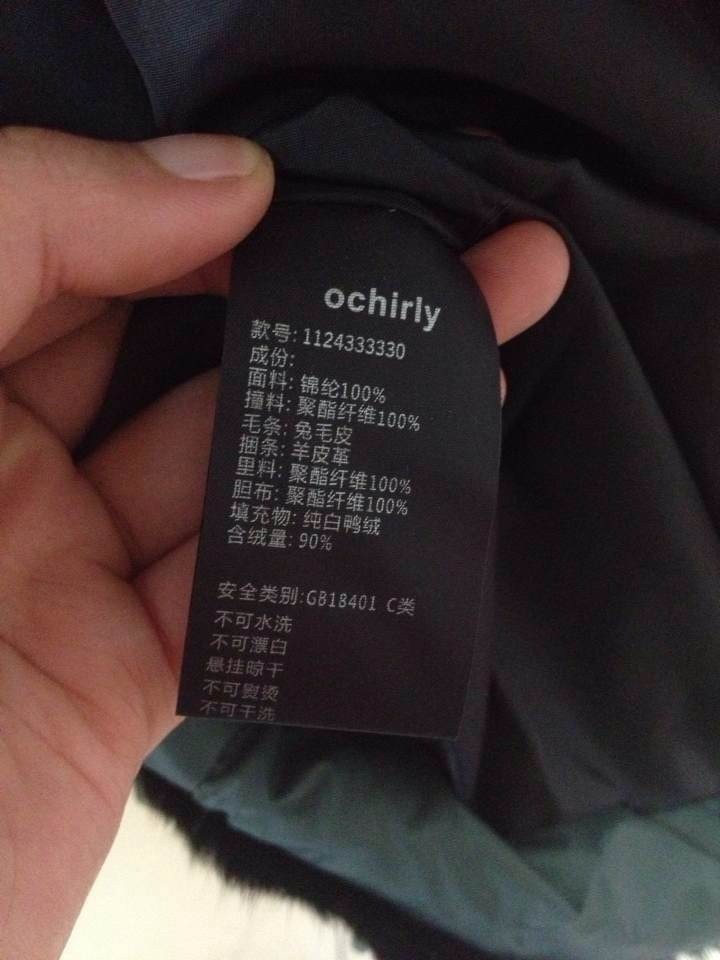 ochirly
款号: 1124333330
成份:
面料: 锦纶100%
撞料: 聚酯纤维100%
毛条: 兔毛皮
捆条: 羊皮革
里料: 聚酯纤维100%
胆布: 聚酯纤维100%
填充物: 纯白鸭绒
含绒量: 90%
安全类别:GB18401 C类
不可水洗
不可漂白
悬挂晾干
不可熨烫
不可干洗